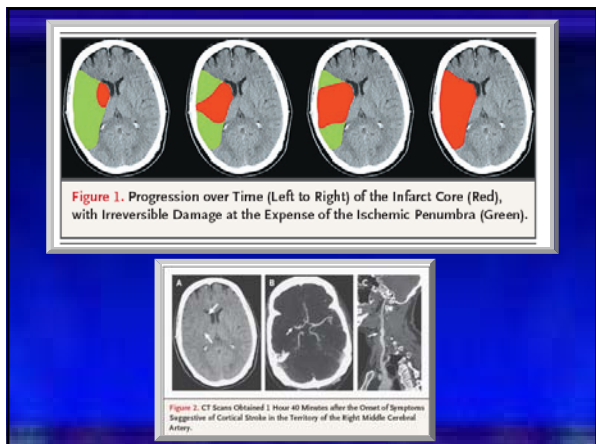 Figure 1. Progression over Time (Left to Right) of the Infarct Core (Red),
with Irreversible Damage at the Expense of the Ischemic Penumbra (Green).
A B C
Figure 2. CT Scans Obtained 1 Hour 40 Minutes after the Onset of Symptoms
Suggestive of Cortical Stroke in the Territory of the Right Middle Cerebral
Artery.